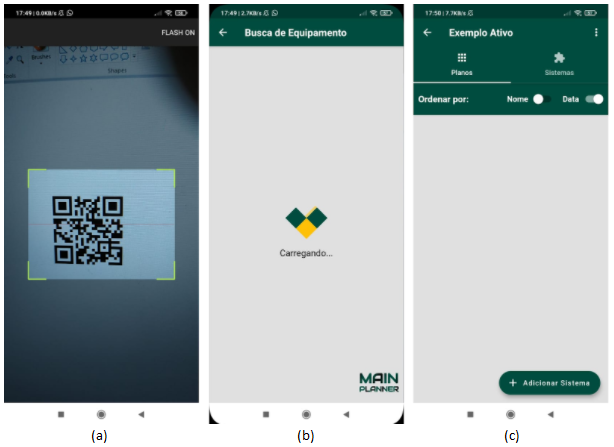 17:49 | 0,0KB/s
FLASH ON
Brushes
Shapes
(a)
17:49 | 2,7KB/s
Busca de Equipamento
Carregando...
MAIN
PLANNER
(b)
17:50 | 7,7KB/s
Exemplo Ativo
Planos
Sistemas
Ordenar por:
Nome
Data
+ Adicionar Sistema
(c)